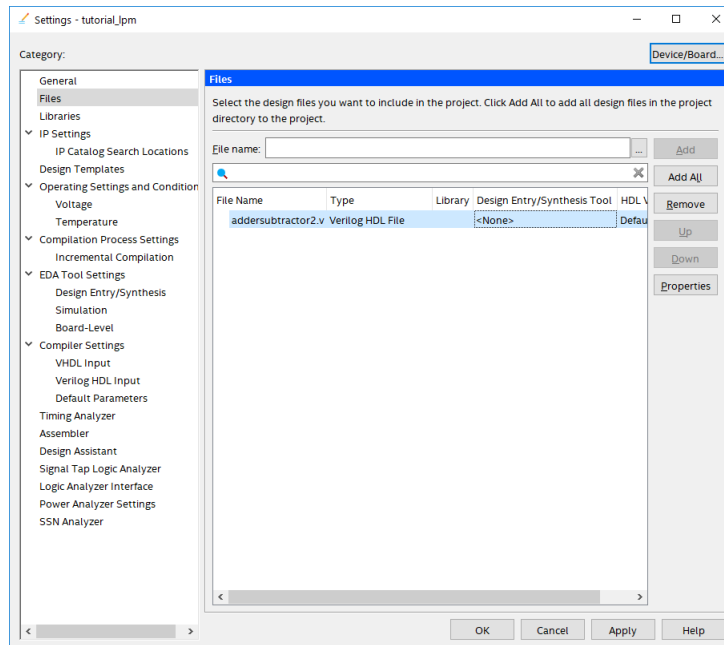 Settings - tutorial_lpm
Category:
Device/Board...
General
Files
Libraries
IP Settings
IP Catalog Search Locations
Design Templates
Operating Settings and Condition
Voltage
Temperature
Compilation Process Settings
Incremental Compilation
EDA Tool Settings
Design Entry/Synthesis
Simulation
Board-Level
Compiler Settings
VHDL Input
Verilog HDL Input
Default Parameters
Timing Analyzer
Assembler
Design Assistant
Signal Tap Logic Analyzer
Logic Analyzer Interface
Power Analyzer Settings
SSN Analyzer
Files
Select the design files you want to include in the project. Click Add All to add all design files in the project
directory to the project.
File name:
...
Add
Add All
Remove
Up
Down
Properties
File Name Type Library Design Entry/Synthesis Tool HDL V
addersubtractor2.v Verilog HDL File <None> Defau
OK Cancel Apply Help